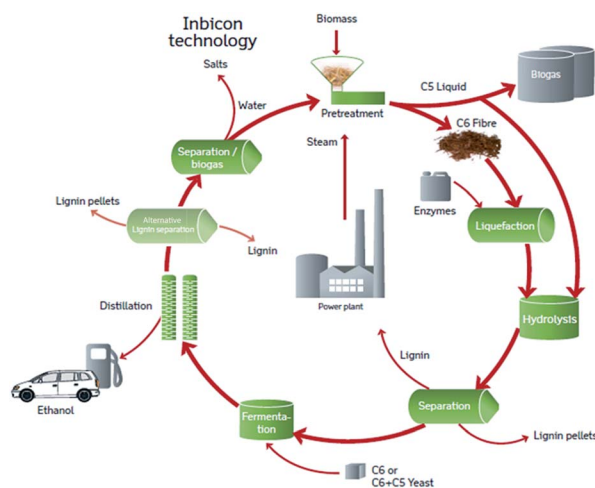 Inbicon
technology
Biomass
Salts
Water
Pretreatment
C5 Liquid
Biogas
C6 Fibre
Steam
Separation /
biogas
Enzymes
Liquefaction
Lignin pellets
Alternative
Lignin separation
Lignin
Power plant
Distillation
Hydrolysis
Lignin
Ethanol
Fermenta-
tion
Separation
Lignin pellets
C6 or
C6+C5 Yeast